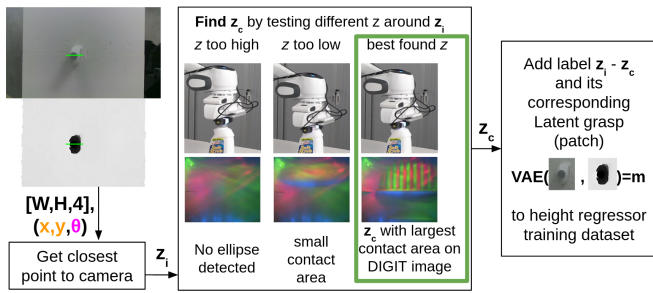 Find z_c by testing different z around z_i
z too high
z too low
best found z
No ellipse
detected
small
contact
area
z_c with largest
contact area on
DIGIT image
[W,H,4],
(x,y,θ)
Get closest
point to camera
z_i
z_c
Add label z_i - z_c
and its
corresponding
Latent grasp
(patch)
VAE( , )=m
to height regressor
training dataset